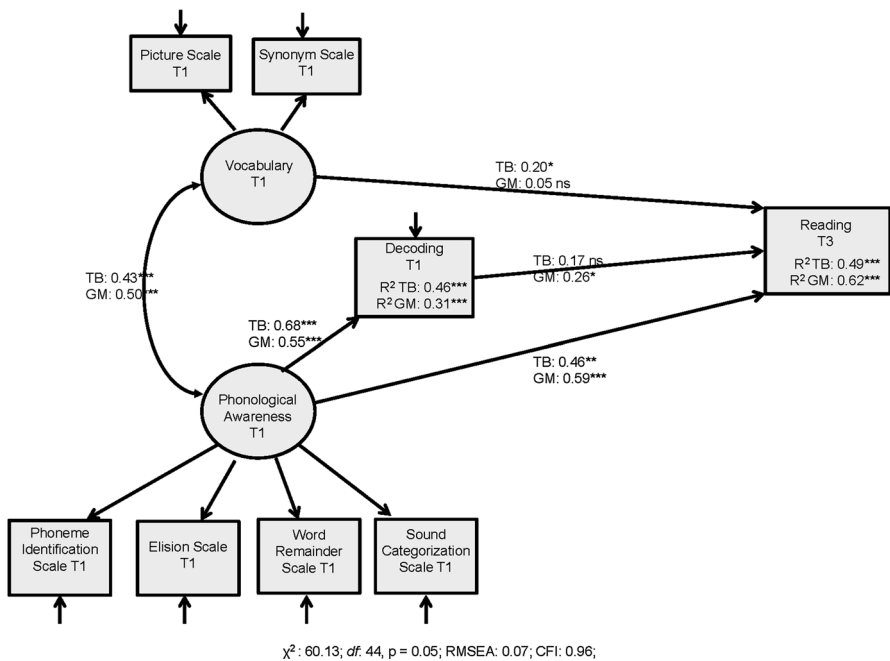 Picture Scale
T1
Synonym Scale
T1
Vocabulary
T1
TB: 0.20*
GM: 0.05 ns
Reading
T3
R² TB: 0.49***
R² GM: 0.62***
Decoding
T1
R² TB: 0.46***
R² GM: 0.31***
TB: 0.17 ns
GM: 0.26*
TB: 0.43***
GM: 0.50***
TB: 0.68***
GM: 0.55***
TB: 0.46**
GM: 0.59***
Phonological
Awareness
T1
Phoneme
Identification
Scale T1
Elision Scale
T1
Word
Remainder
Scale T1
Sound
Categorization
Scale T1
χ² : 60.13; df: 44, p = 0.05; RMSEA: 0.07; CFI: 0.96;